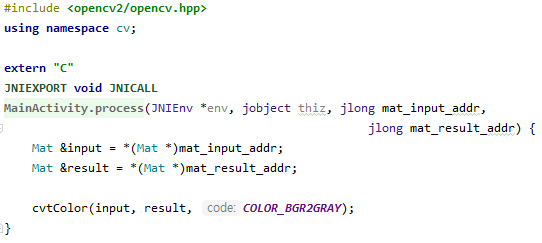 #include <opencv2/opencv.hpp>
using namespace cv;
extern "C"
JNIEXPORT void JNICALL
MainActivity.process(JNIEnv *env, jobject thiz, jlong mat_input_addr,
jlong mat_result_addr) {
Mat &input = *(Mat *)mat_input_addr;
Mat &result = *(Mat *)mat_result_addr;
cvtColor(input, result, code: COLOR_BGR2GRAY);
}